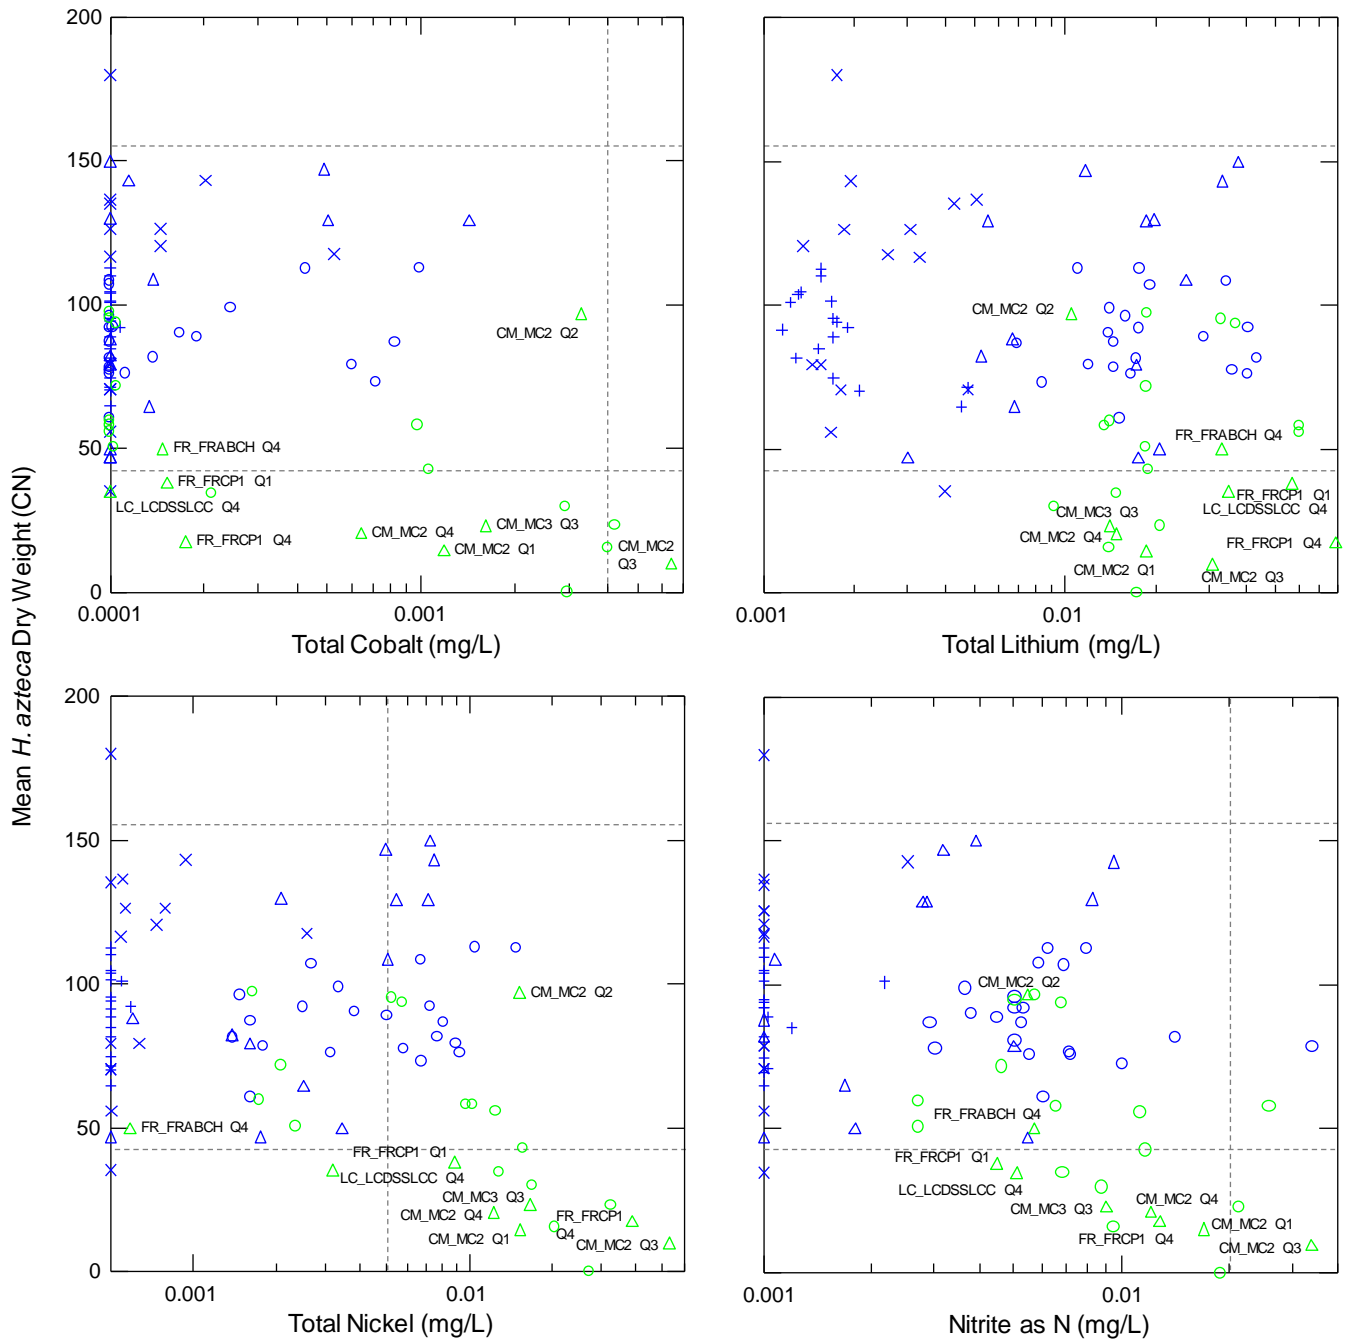 Mean H. azteca Dry Weight (CN)
200
150
100
50
0
CM_MC2 Q2
FR_FRABCH Q4
FR_FRCP1 Q1
LC_LCDSSLCC Q4
FR_FRCP1 Q4
CM_MC2 Q4
CM_MC3 Q3
CM_MC2 Q1
CM_MC2
Q3
0.0001
0.001
Total Cobalt (mg/L)
CM_MC2 Q2
FR_FRABCH Q4
FR_FRCP1 Q1
LC_LCDSSLCC Q4
CM_MC3 Q3
CM_MC2 Q4
FR_FRCP1 Q4
CM_MC2 Q1
CM_MC2 Q3
0.001
0.01
Total Lithium (mg/L)
200
150
100
50
0
CM_MC2 Q2
FR_FRABCH Q4
FR_FRCP1 Q1
LC_LCDSSLCC Q4
CM_MC3 Q3
CM_MC2 Q4
FR_FRCP1
Q4
CM_MC2 Q1
CM_MC2 Q3
0.001
0.01
Total Nickel (mg/L)
CM_MC2 Q2
FR_FRABCH Q4
FR_FRCP1 Q1
LC_LCDSSLCC Q4
CM_MC3 Q3
CM_MC2 Q4
CM_MC2 Q1
FR_FRCP1 Q4
CM_MC2 Q3
0.001
0.01
Nitrite as N (mg/L)